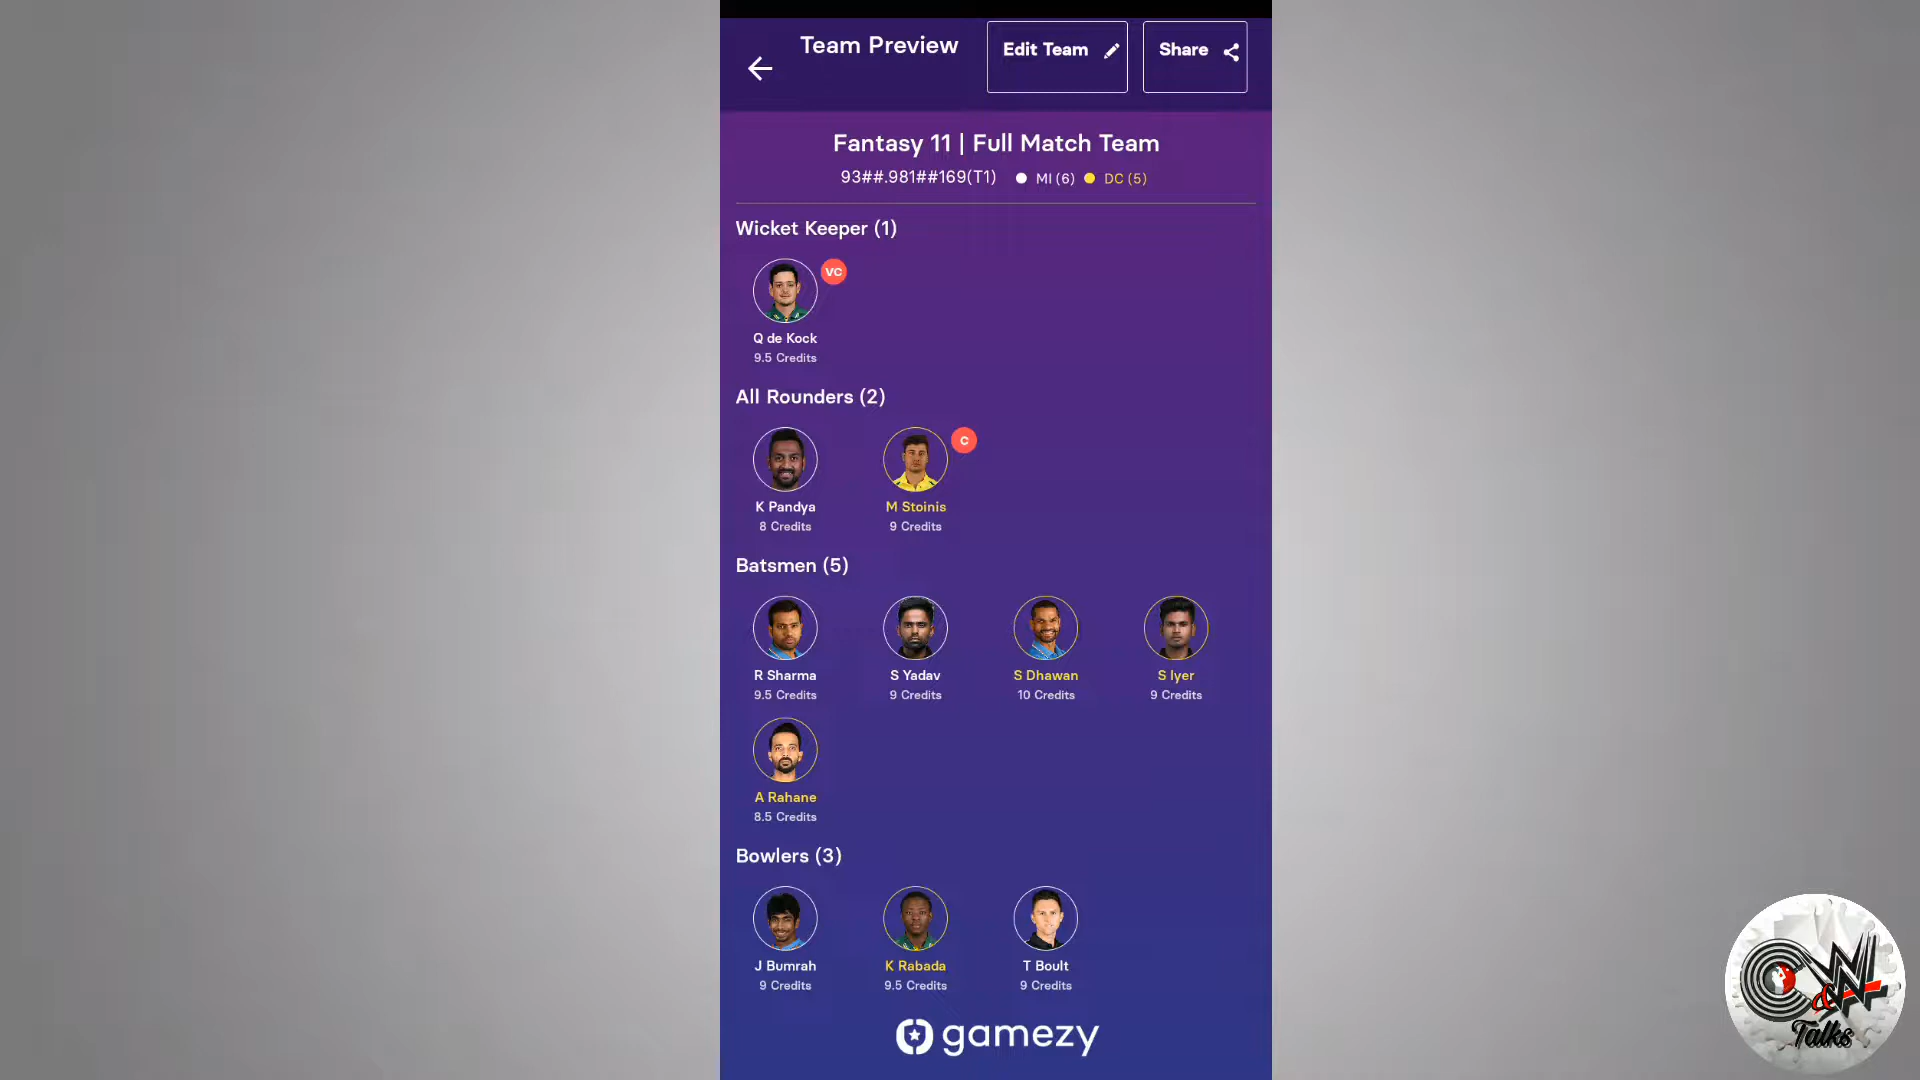 Team Preview
Edit Team
Share
Fantasy 11 | Full Match Team
93##.981##169(T1) MI (6) DC (5)
Wicket Keeper (1)
VC
Q de Kock
9.5 Credits
All Rounders (2)
C
K Pandya M Stoinis
8 Credits 9 Credits
Batsmen (5)
R Sharma S Yadav S Dhawan S Iyer
9.5 Credits 9 Credits 10 Credits 9 Credits
A Rahane
8.5 Credits
Bowlers (3)
J Bumrah K Rabada T Boult
9 Credits 9.5 Credits 9 Credits
gamezy
C&W
Talks